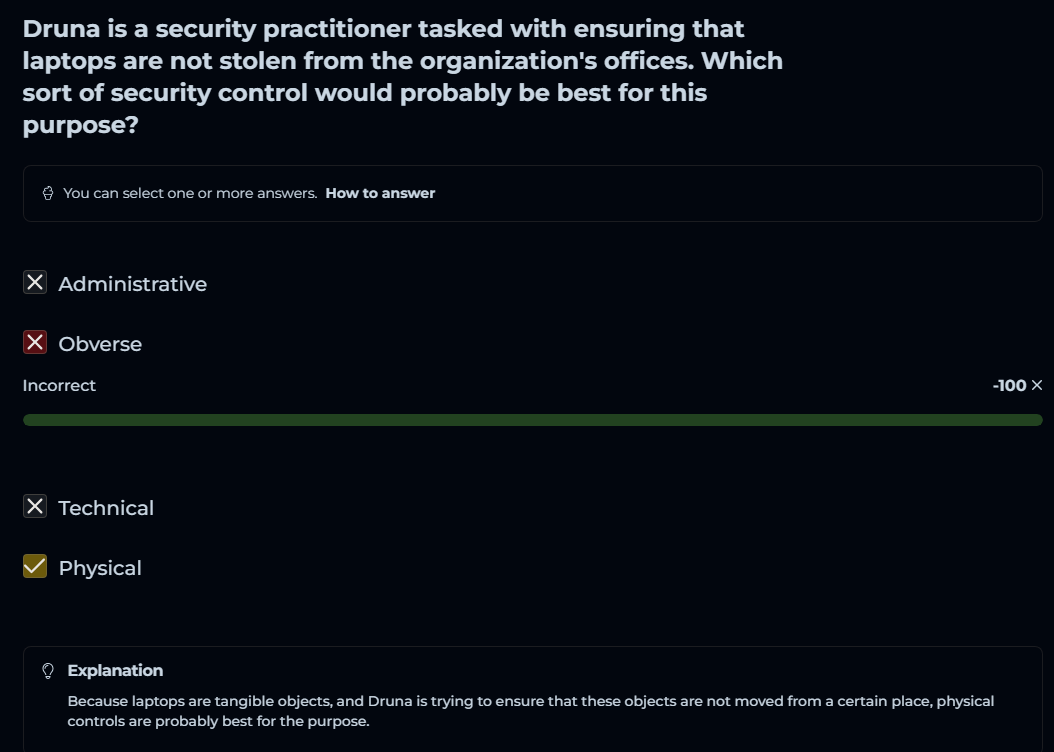 Druna is a security practitioner tasked with ensuring that
laptops are not stolen from the organization's offices. Which
sort of security control would probably be best for this
purpose?
You can select one or more answers. How to answer
Administrative
Obverse
Incorrect
-100 ×
Technical
Physical
Explanation
Because laptops are tangible objects, and Druna is trying to ensure that these objects are not moved from a certain place, physical
controls are probably best for the purpose.